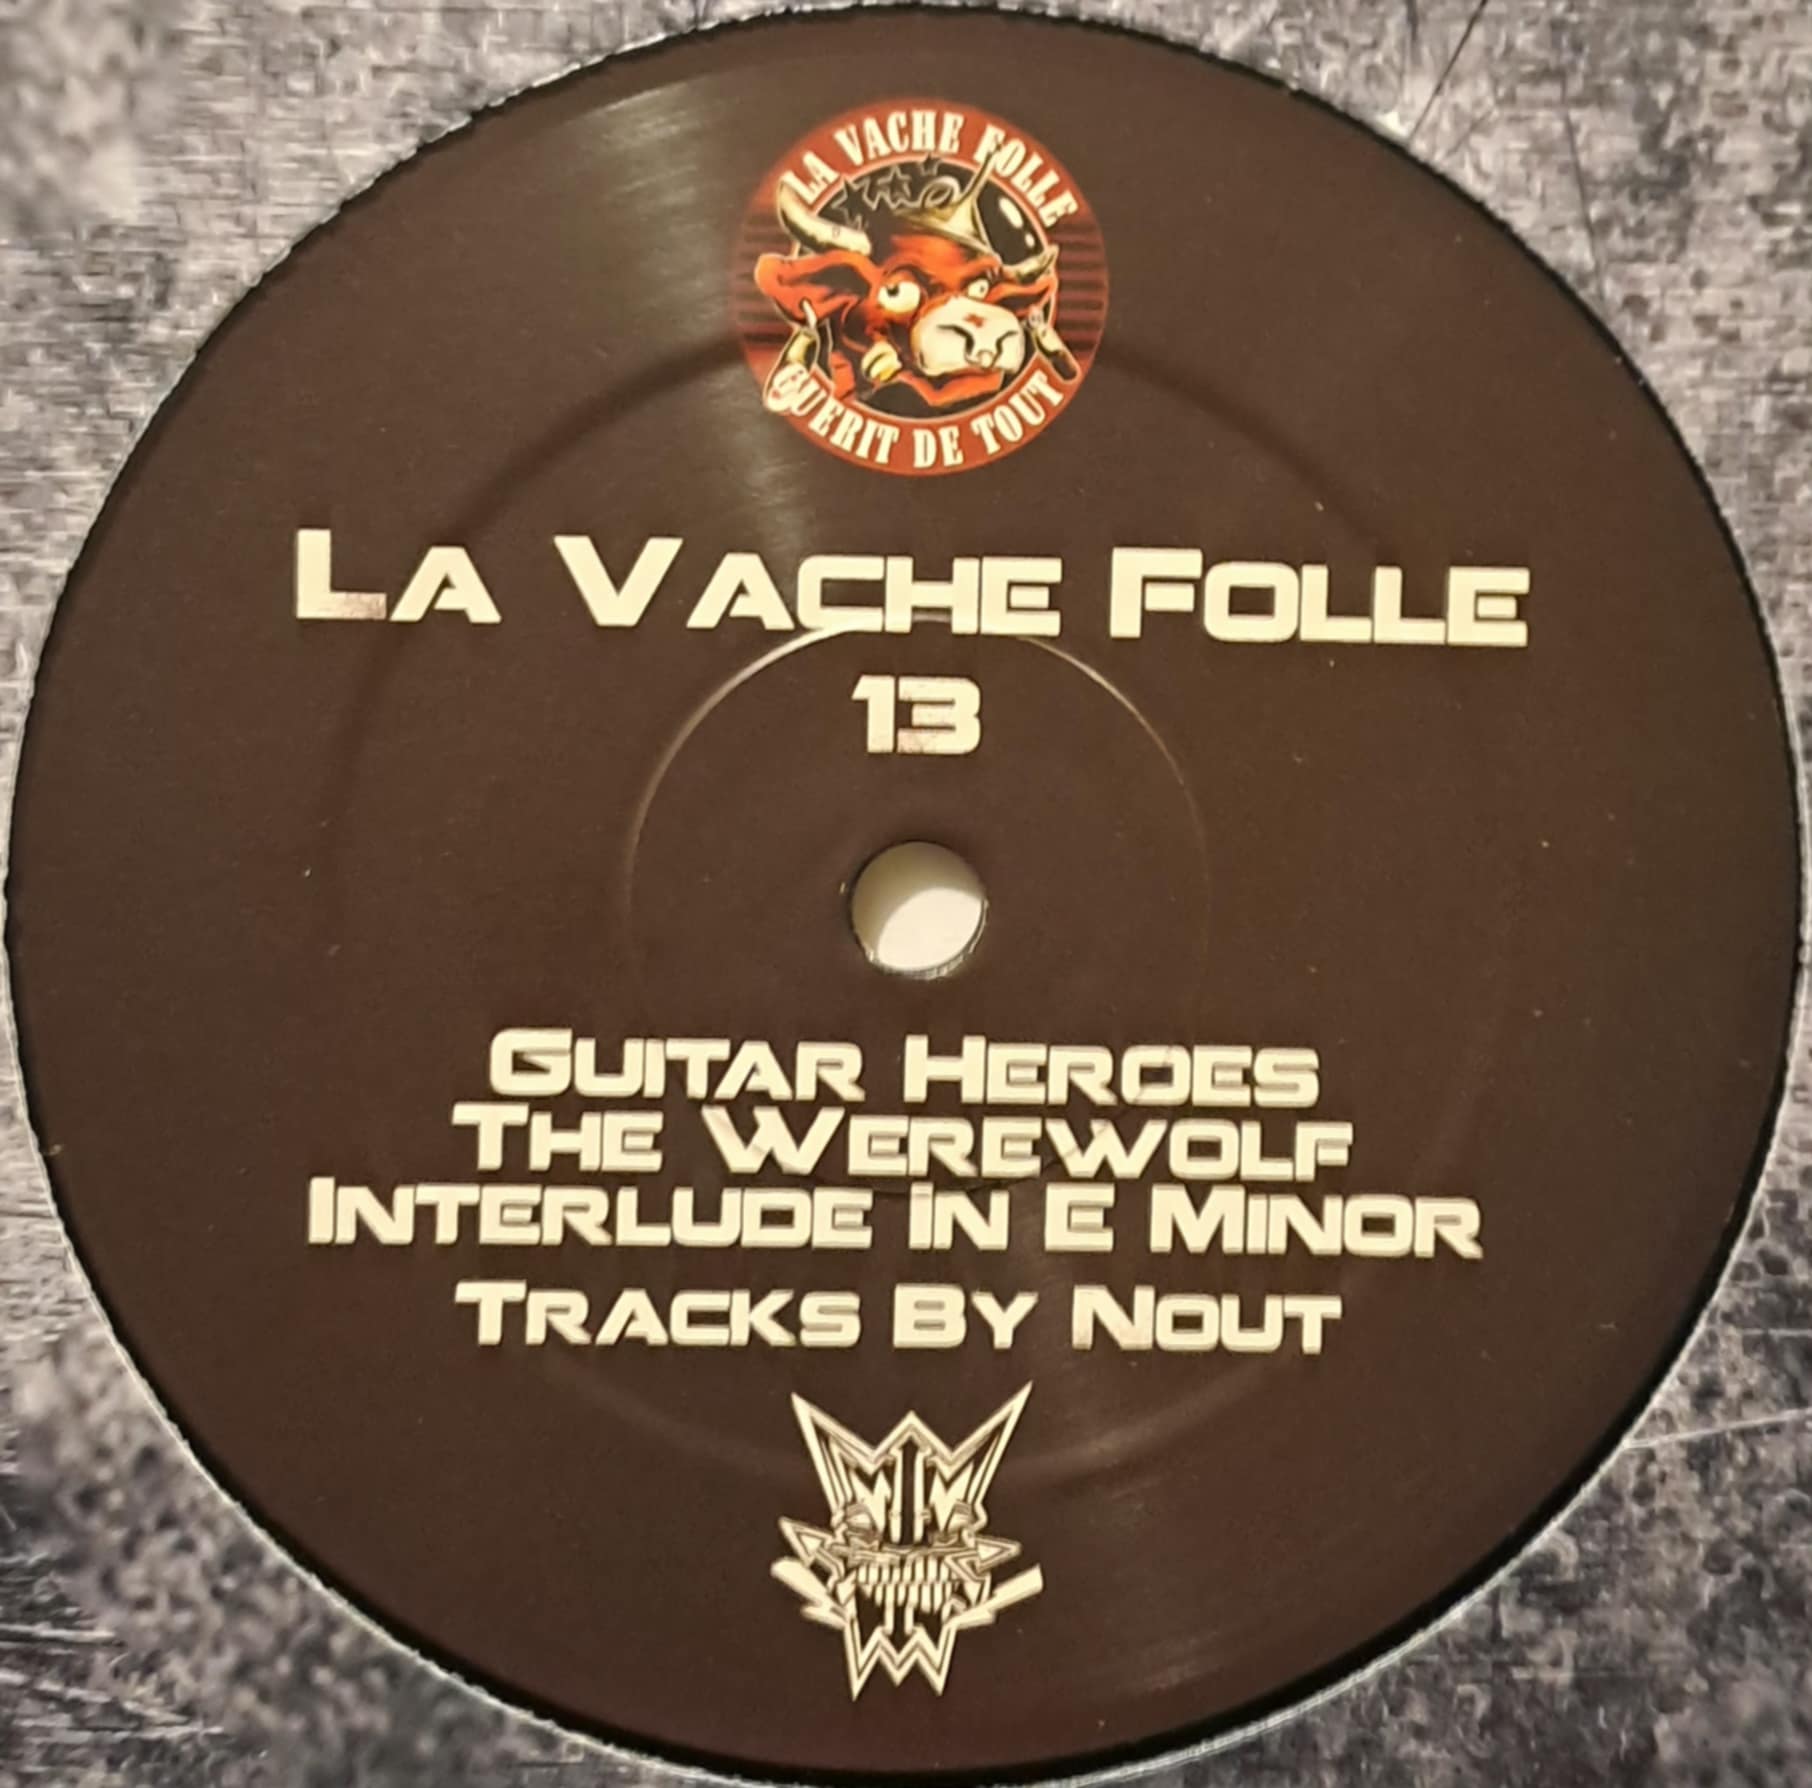 LA VACHE FOLLE
GUERIT DE TOUT
LA VACHE FOLLE
13
GUITAR HEROES
THE WEREWOLF
INTERLUDE IN E MINOR
TRACKS BY NOUT